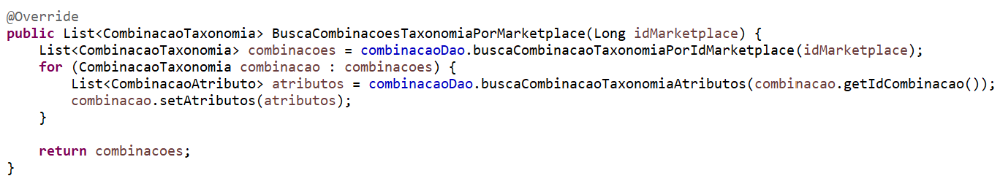 @Override
public List<CombinacaoTaxonomia> BuscaCombinacoesTaxonomiaPorMarketplace(Long idMarketplace) {
    List<CombinacaoTaxonomia> combinacoes = combinacaoDao.buscaCombinacaoTaxonomiaPorIdMarketplace(idMarketplace);
    for (CombinacaoTaxonomia combinacao : combinacoes) {
        List<CombinacaoAtributo> atributos = combinacaoDao.buscaCombinacaoTaxonomiaAtributos(combinacao.getIdCombinacao());
        combinacao.setAtributos(atributos);
    }

    return combinacoes;
}